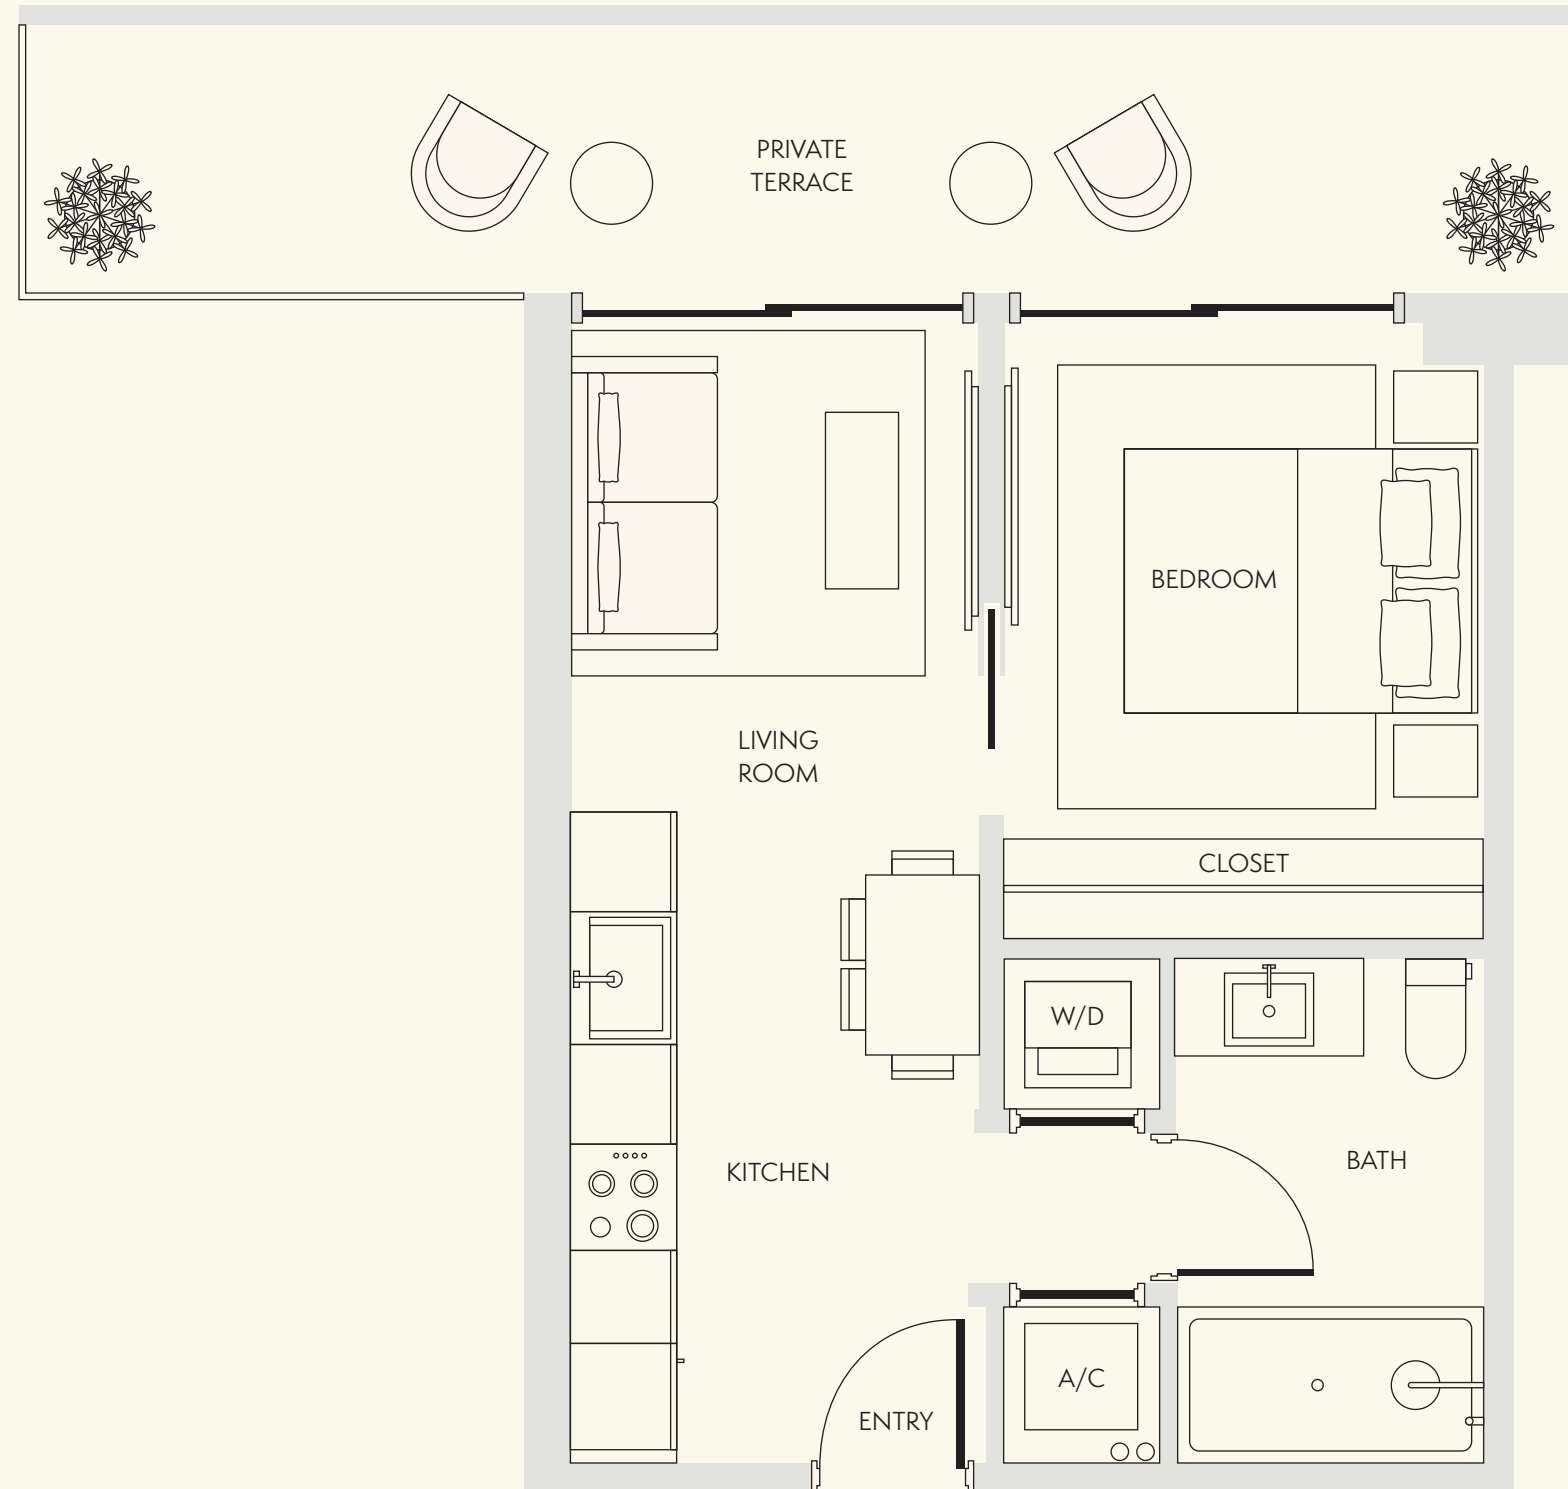 PRIVATE
TERRACE
BEDROOM
LIVING
ROOM
CLOSET
W/D
BATH
KITCHEN
A/C
ENTRY